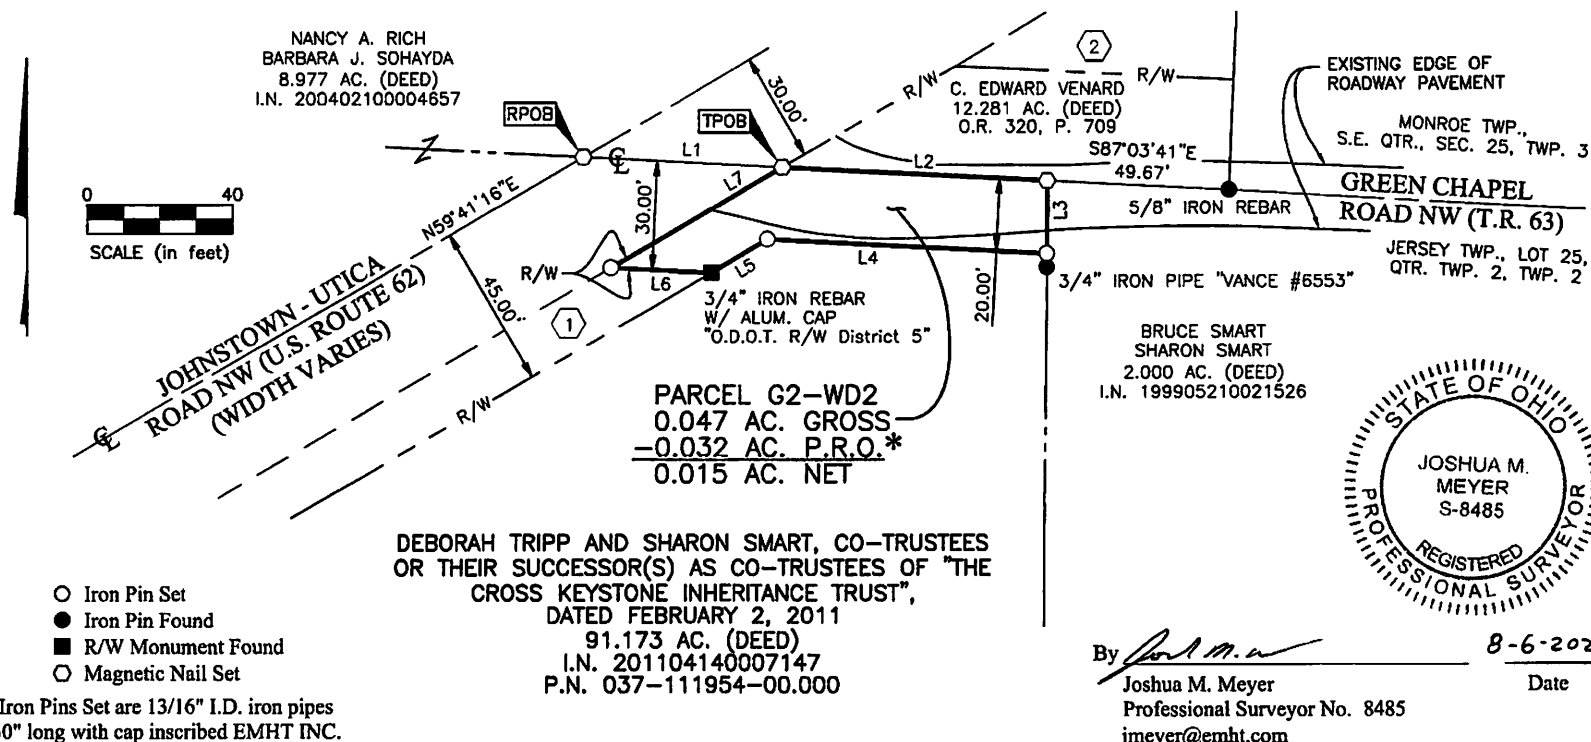 NANCY A. RICH
BARBARA J. SOHAYDA
8.977 AC. (DEED)
I.N. 200402100004657
RPOB
TPOB
30.00'
2
R/W
R/W
C. EDWARD VENARD
12.281 AC. (DEED)
O.R. 320, P. 709
EXISTING EDGE OF
ROADWAY PAVEMENT
MONROE TWP.,
S.E. QTR., SEC. 25, TWP. 3
Z
℄
L1
L2
S87°03'41"E
49.67'
GREEN CHAPEL
ROAD NW (T.R. 63)
5/8" IRON REBAR
JERSEY TWP., LOT 25,
QTR. TWP. 2, TWP. 2
0 40
SCALE (in feet)
N59°41'16"E
30.00'
L7
L3
L4
L5
L6
R/W
45.00'
20.00'
1
3/4" IRON REBAR
W/ ALUM. CAP
"O.D.O.T. R/W District 5"
3/4" IRON PIPE "VANCE #6553"
BRUCE SMART
SHARON SMART
2.000 AC. (DEED)
I.N. 199905210021526
JOHNSTOWN - UTICA
ROAD NW (U.S. ROUTE 62)
(WIDTH VARIES)
℄
R/W
PARCEL G2-WD2
0.047 AC. GROSS
-0.032 AC. P.R.O.*
0.015 AC. NET
STATE OF OHIO
JOSHUA M.
MEYER
S-8485
REGISTERED
PROFESSIONAL SURVEYOR
DEBORAH TRIPP AND SHARON SMART, CO-TRUSTEES
OR THEIR SUCCESSOR(S) AS CO-TRUSTEES OF "THE
CROSS KEYSTONE INHERITANCE TRUST",
DATED FEBRUARY 2, 2011
91.173 AC. (DEED)
I.N. 201104140007147
P.N. 037-111954-00.000
Iron Pin Set
Iron Pin Found
R/W Monument Found
Magnetic Nail Set
Iron Pins Set are 13/16" I.D. iron pipes
0" long with cap inscribed EMHT INC.
By
8-6-202
Joshua M. Meyer
Date
Professional Surveyor No. 8485
jmeyer@emht.com